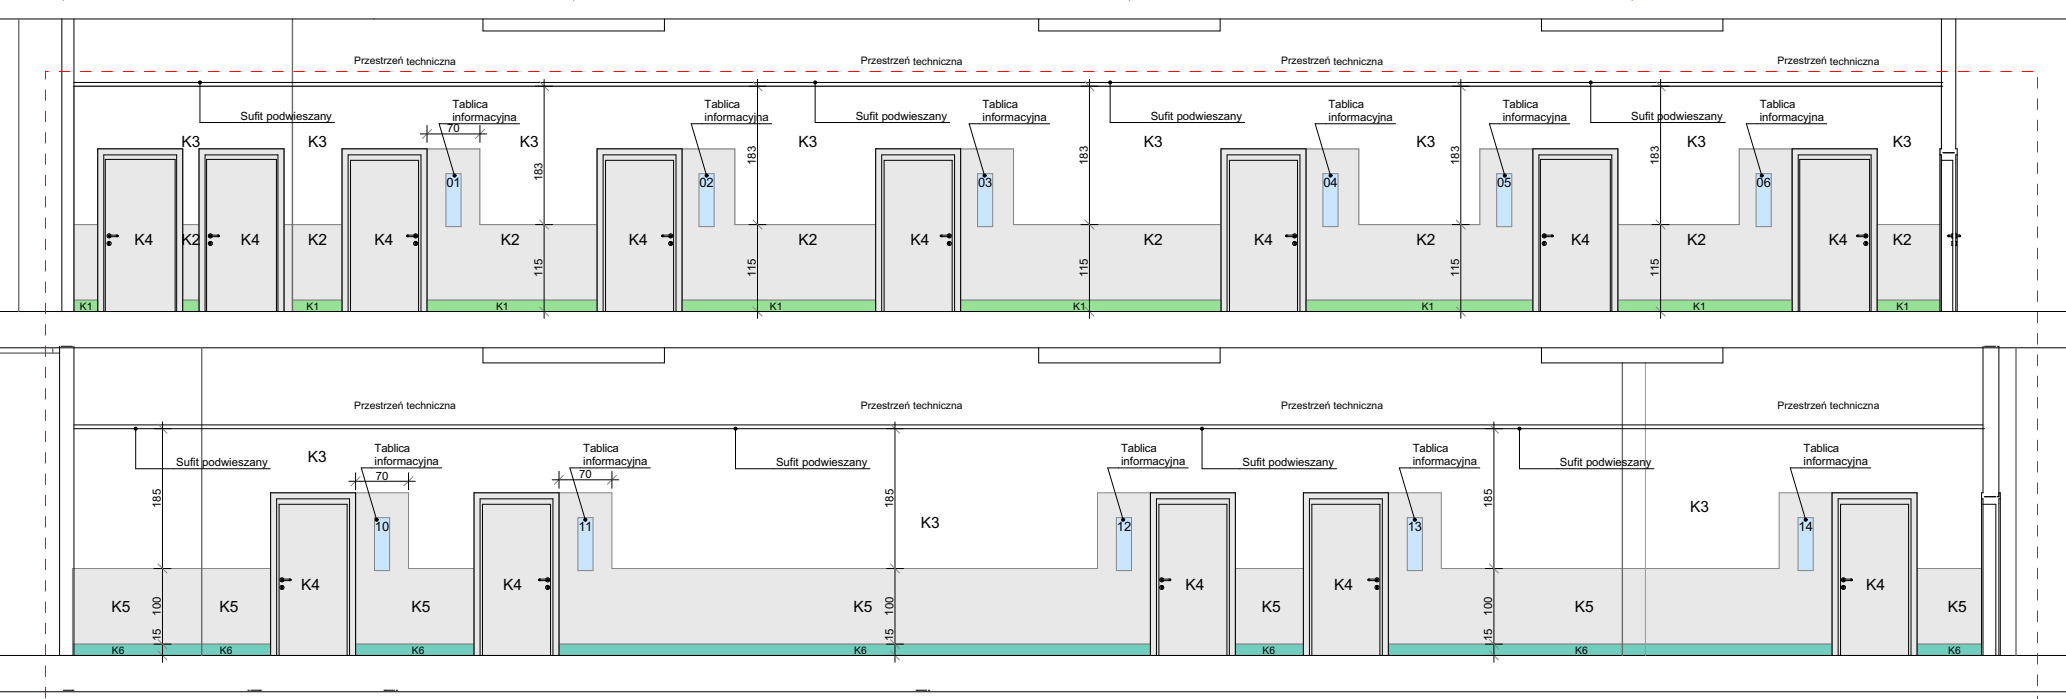 Przestrzeń techniczna Przestrzeń techniczna Przestrzeń techniczna Przestrzeń techniczna
Tablica Tablica Tablica Tablica Tablica Tablica
Sufit podwieszany informacyjna informacyjna Sufit podwieszany informacyjna Sufit podwieszany informacyjna informacyjna Sufit podwieszany informacyjna
70
K3 K3 K3 K3 K3 K3 K3 K3
183 183 183 183 183
01 02 03 04 05 06
K4 K2 K4 K2 K4 K2 K4 K2 K4 K2 K4 K2 K4 K2 K4 K2
115 115 115 115 115
K1 K1 K1 K1 K1 K1 K1 K1
Przestrzeń techniczna Przestrzeń techniczna Przestrzeń techniczna Przestrzeń techniczna
Tablica Tablica Tablica Tablica Tablica
Sufit podwieszany K3 informacyjna informacyjna Sufit podwieszany informacyjna Sufit podwieszany informacyjna Sufit podwieszany informacyjna
70 70
185 185 185
K3 K3
10 11 12 13 14
K4 K4 K4 K4 K4
K5 K5 K5 K5 K5 K5 K5
100 100 100
15 15 15
K6 K6 K6 K6 K6 K6